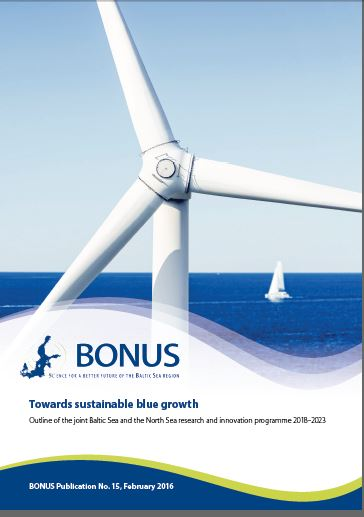 BONUS
SCIENCE FOR A BETTER FUTURE OF THE BALTIC SEA REGION
Towards sustainable blue growth
Outline of the joint Baltic Sea and the North Sea research and innovation programme 2018–2023
BONUS Publication No. 15, February 2016